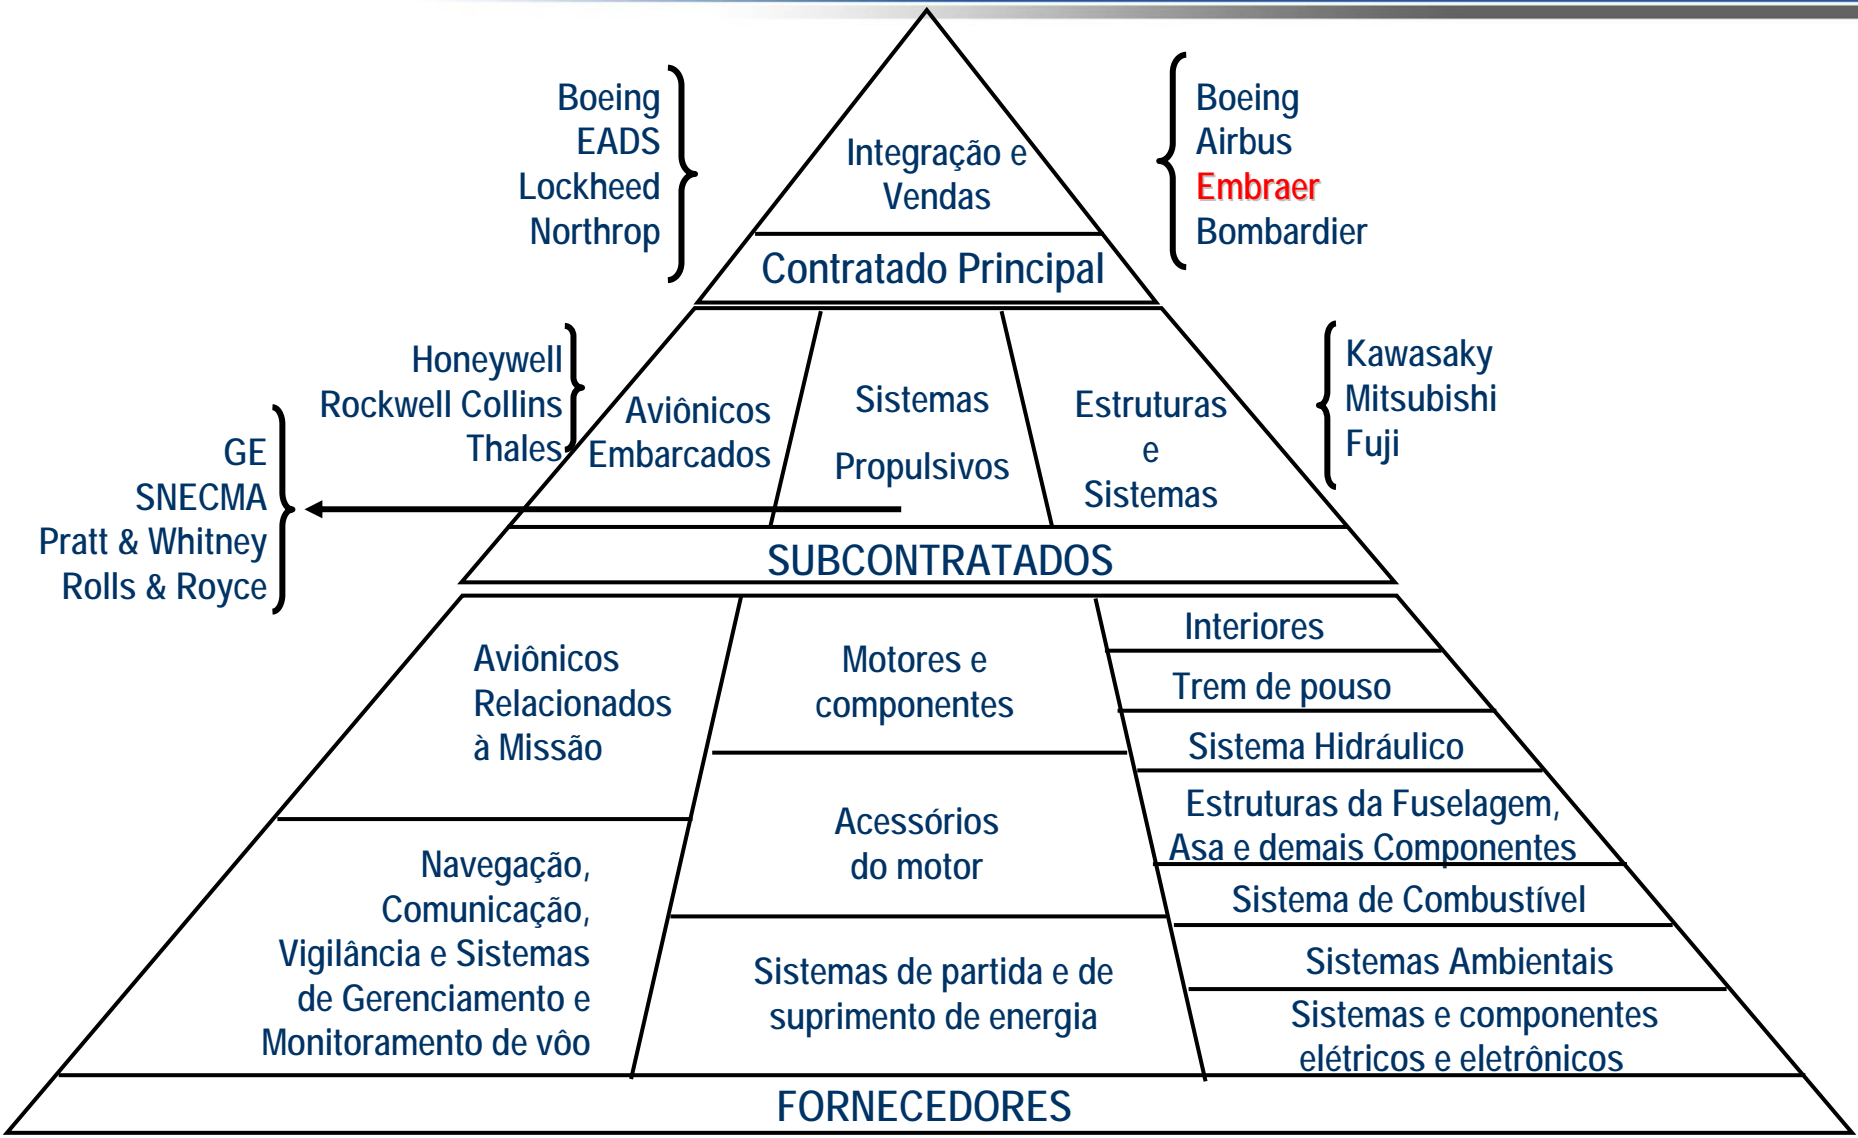 Boeing
EADS
Lockheed
Northrop
Integração e
Vendas
Contratado Principal
Boeing
Airbus
Embraer
Bombardier
Honeywell
Rockwell Collins
Thales
GE
SNECMA
Pratt & Whitney
Rolls & Royce
Aviônicos
Embarcados
Sistemas
Propulsivos
Estruturas
e
Sistemas
Kawasaky
Mitsubishi
Fuji
SUBCONTRATADOS
Aviônicos
Relacionados
à Missão
Navegação,
Comunicação,
Vigilância e Sistemas
de Gerenciamento e
Monitoramento de vôo
Motores e
componentes
Acessórios
do motor
Sistemas de partida e de
suprimento de energia
Interiores
Trem de pouso
Sistema Hidráulico
Estruturas da Fuselagem,
Asa e demais Componentes
Sistema de Combustível
Sistemas Ambientais
Sistemas e componentes
elétricos e eletrônicos
FORNECEDORES